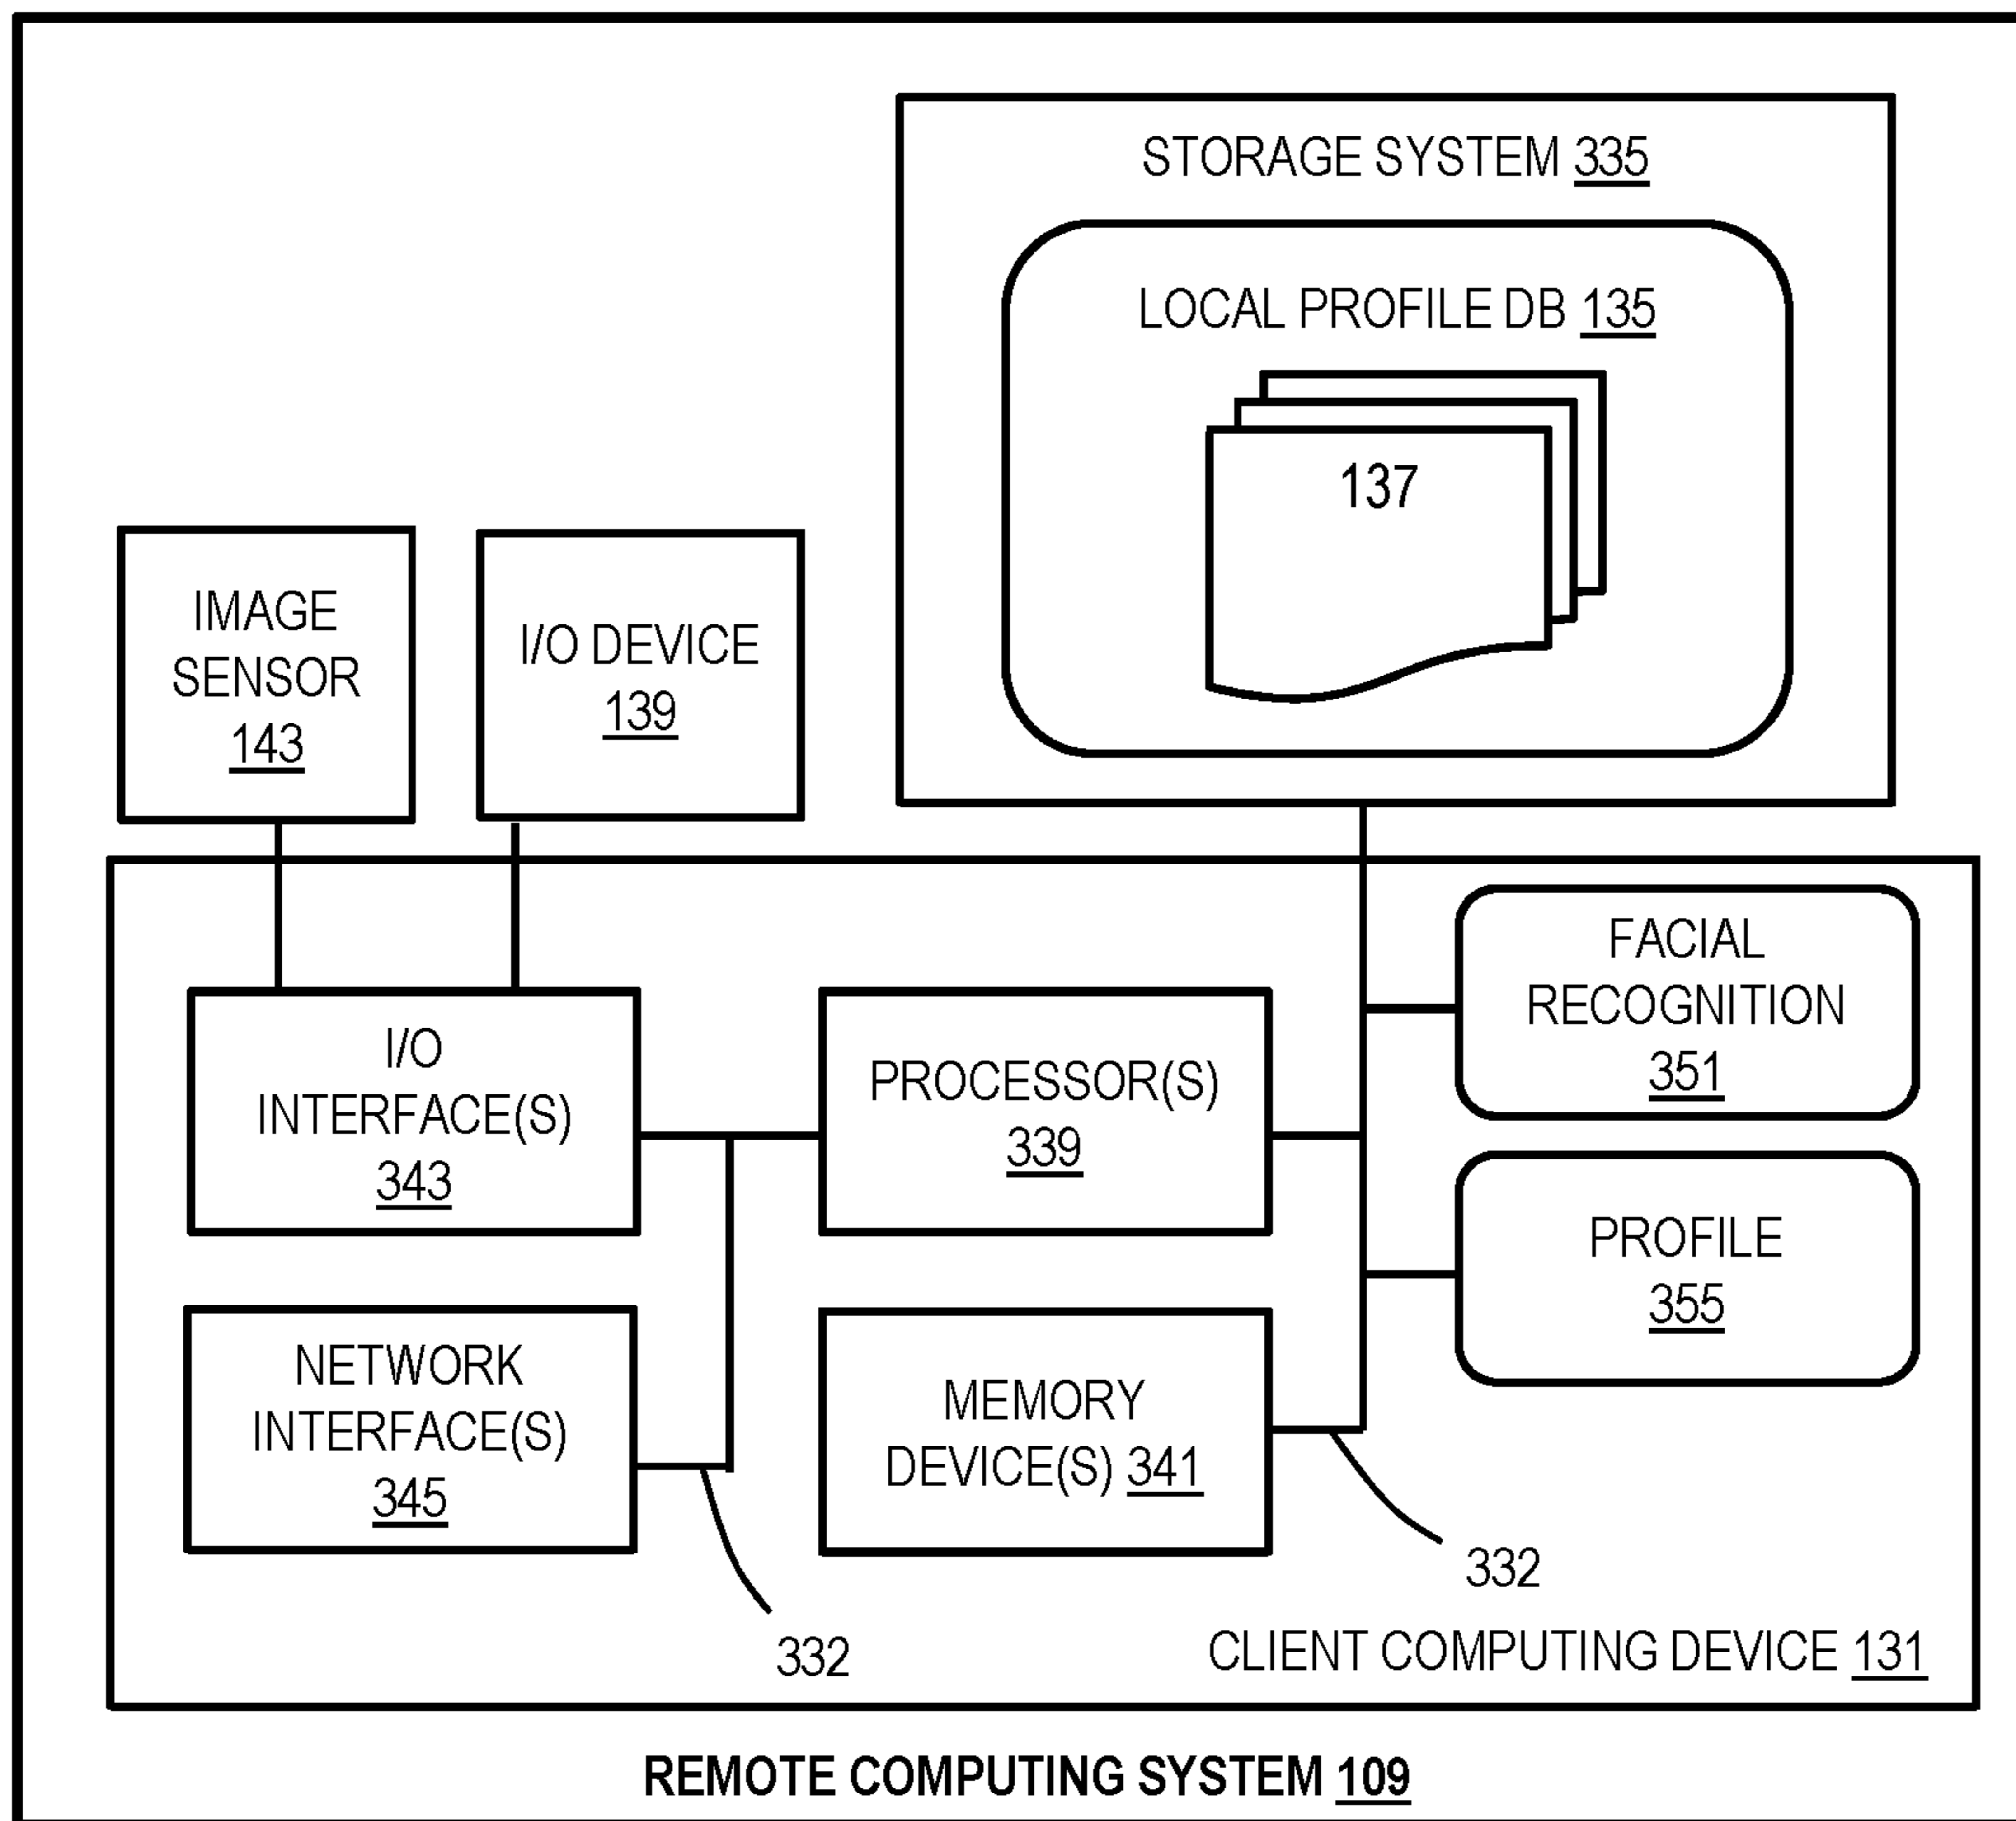 STORAGE SYSTEM 335
LOCAL PROFILE DB 135
137
IMAGE
SENSOR
143
I/O DEVICE
139
I/O
INTERFACE(S)
343
PROCESSOR(S)
339
FACIAL
RECOGNITION
351
PROFILE
355
NETWORK
INTERFACE(S)
345
MEMORY
DEVICE(S) 341
332
332
CLIENT COMPUTING DEVICE 131
REMOTE COMPUTING SYSTEM 109